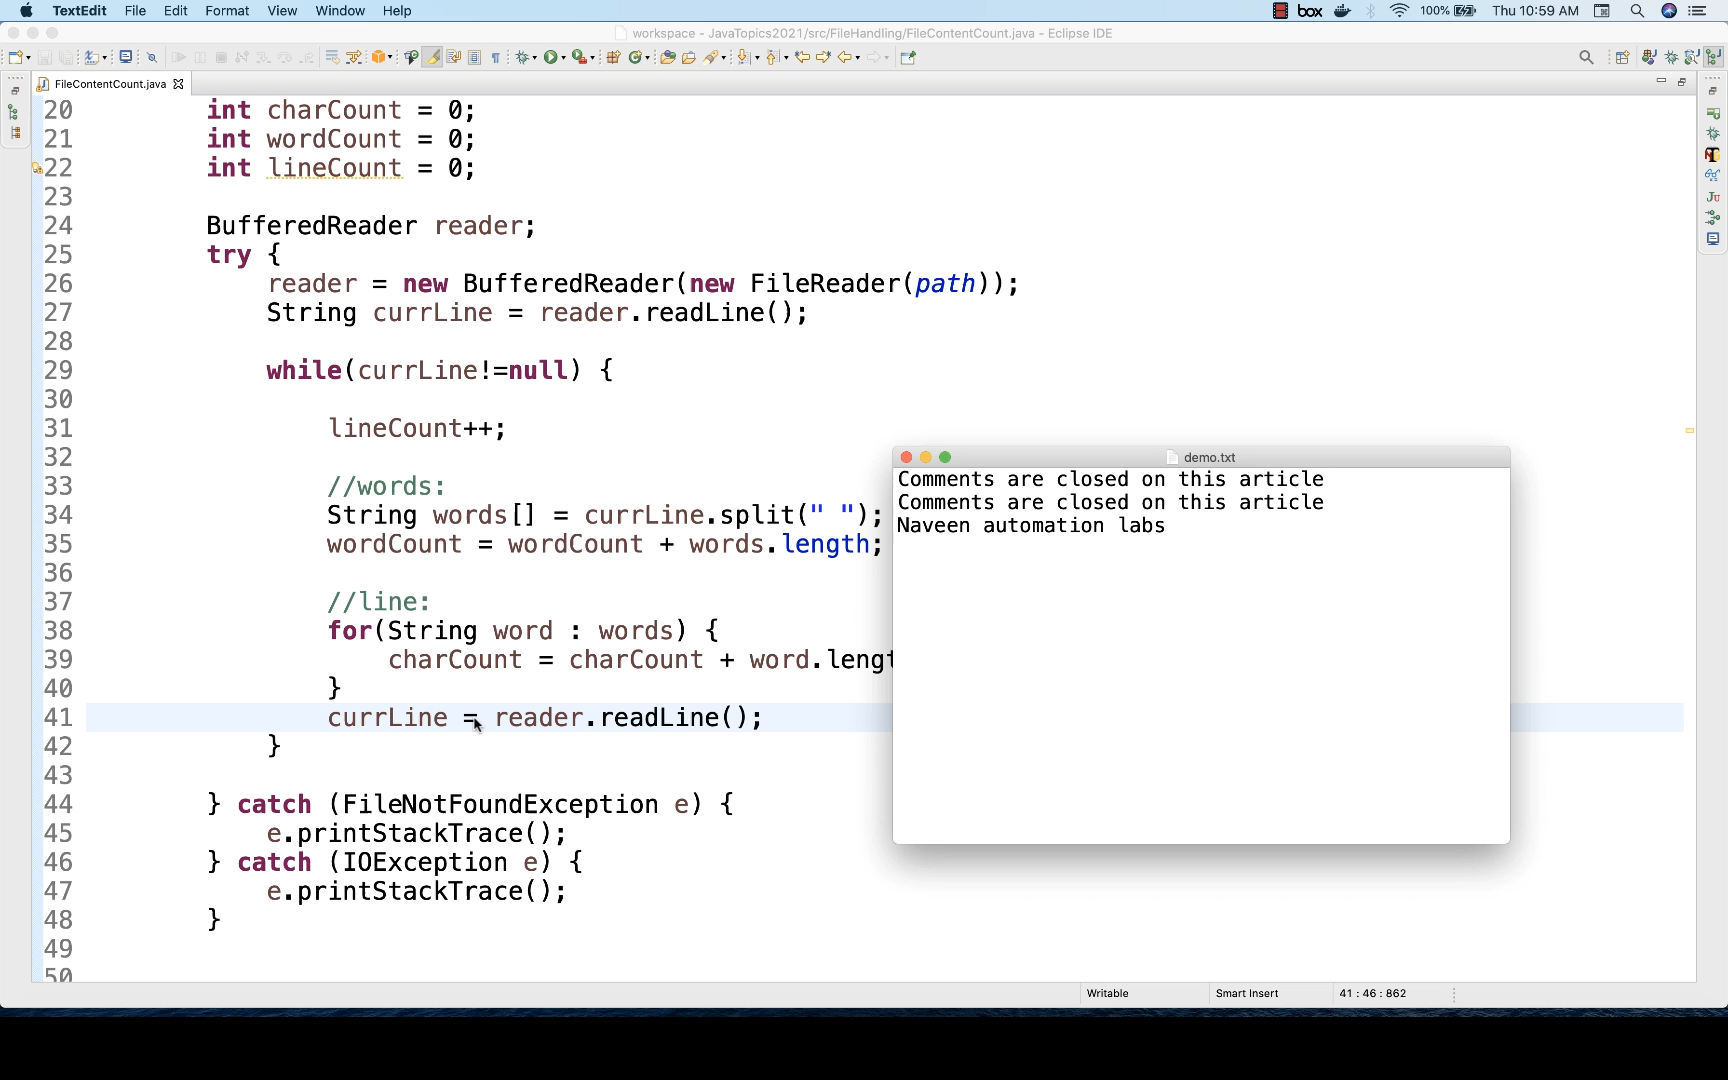 TextEdit File Edit Format View Window Help box 100% Thu 10:59 AM
workspace - JavaTopics2021/src/FileHandling/FileContentCount.java - Eclipse IDE
FileContentCount.java
20 int charCount = 0;
21 int wordCount = 0;
22 int lineCount = 0;
23
24 BufferedReader reader;
25 try {
26 reader = new BufferedReader(new FileReader(path));
27 String currLine = reader.readLine();
28
29 while(currLine!=null) {
30
31 lineCount++;
32
33 //words:
34 String words[] = currLine.split(" ");
35 wordCount = wordCount + words.length;
36
37 //line:
38 for(String word : words) {
39 charCount = charCount + word.lengt
40 }
41 currLine = reader.readLine();
42 }
43
44 } catch (FileNotFoundException e) {
45 e.printStackTrace();
46 } catch (IOException e) {
47 e.printStackTrace();
48 }
49
50
demo.txt
Comments are closed on this article
Comments are closed on this article
Naveen automation labs
Writable Smart Insert 41 : 46 : 862